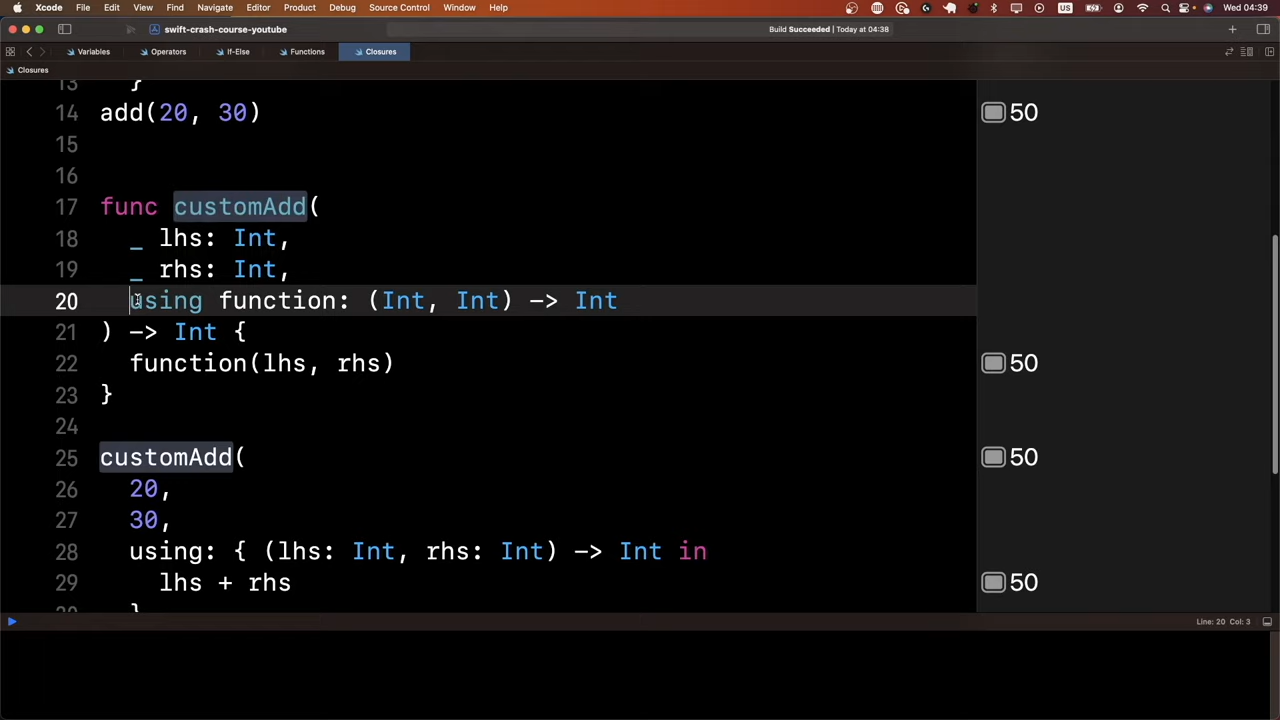 Xcode File Edit View Find Navigate Editor Product Debug Source Control Window Help US Wed 04:39
swift-crash-course-youtube Build Succeeded | Today at 04:38
Variables Operators If-Else Functions Closures
Closures
13 }
14 add(20, 30) 50
15
16
17 func customAdd(
18 _ lhs: Int,
19 _ rhs: Int,
20 using function: (Int, Int) -> Int
21 ) -> Int {
22 function(lhs, rhs) 50
23 }
24
25 customAdd( 50
26 20,
27 30,
28 using: { (lhs: Int, rhs: Int) -> Int in
29 lhs + rhs 50
30 }
Line: 20 Col: 3